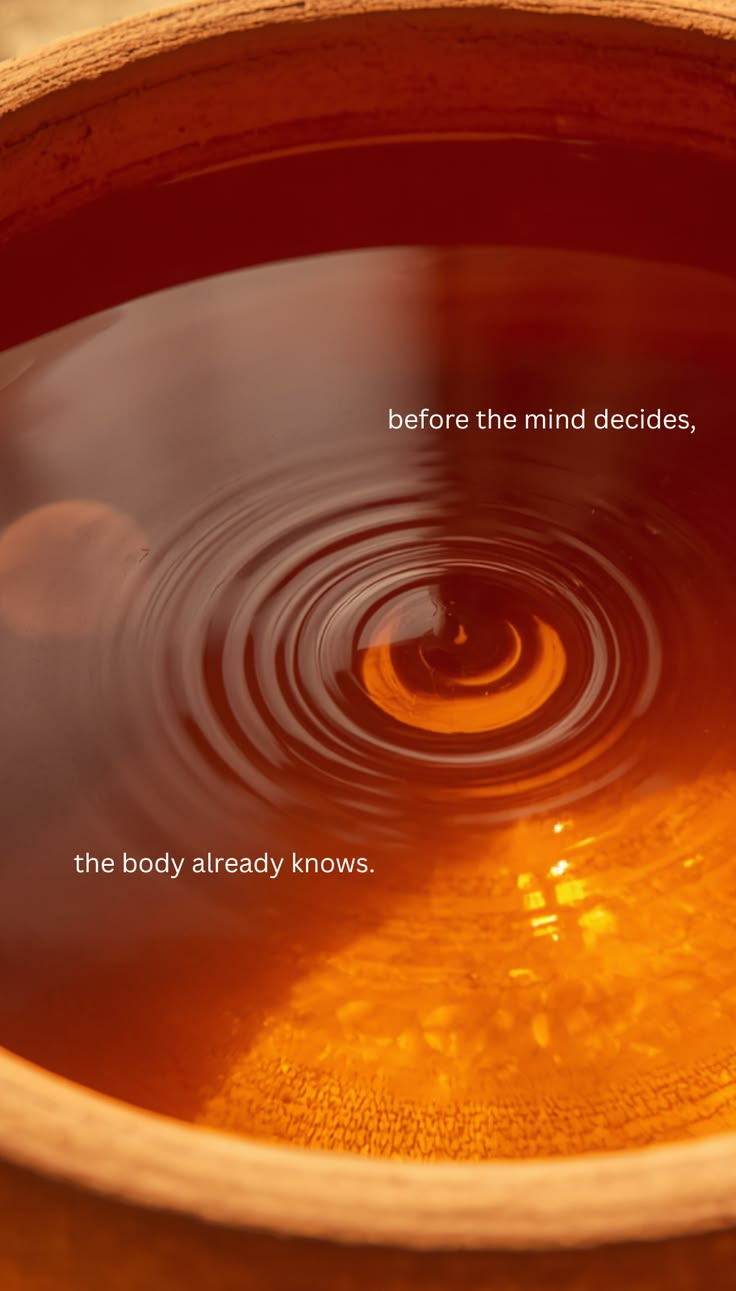 before the mind decides,
the body already knows.